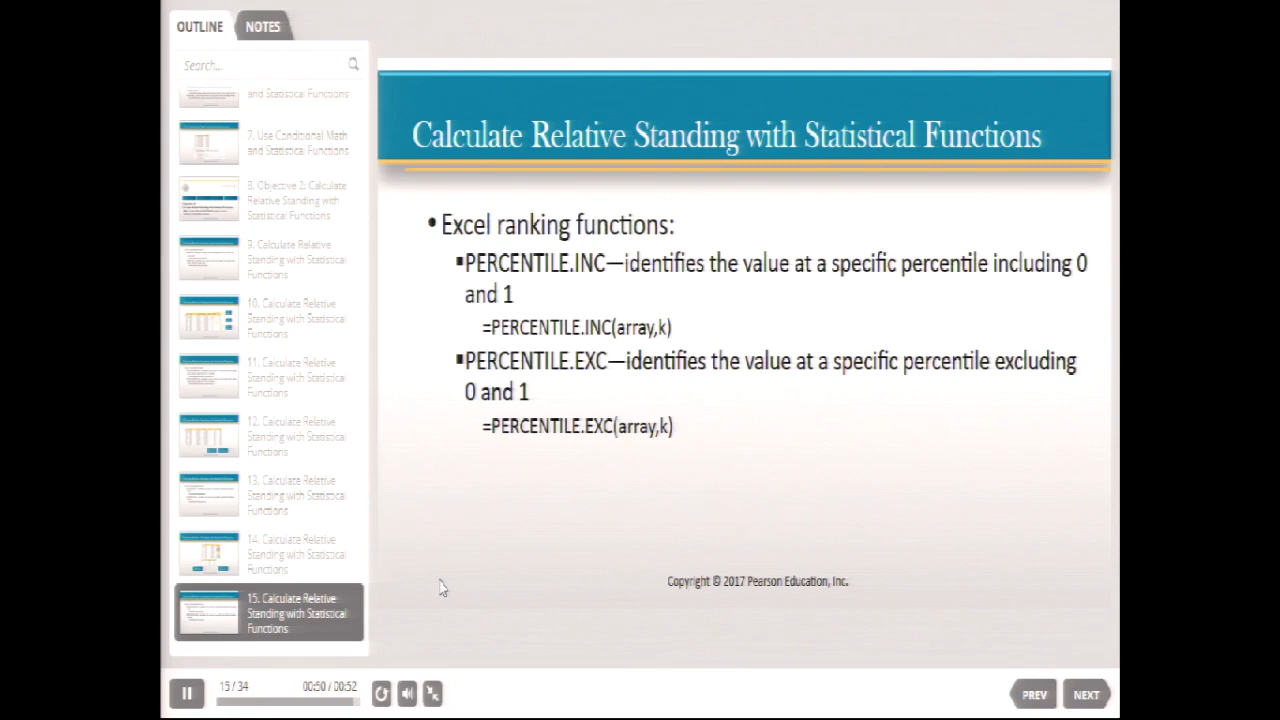 OUTLINE
NOTES
Search...
and Statistical Functions
7. Use Conditional Math
and Statistical Functions
8. Objective 2: Calculate
Relative Standing with
Statistical Functions
9. Calculate Relative
Standing with Statistical
Functions
10. Calculate Relative
Standing with Statistical
Functions
11. Calculate Relative
Standing with Statistical
Functions
12. Calculate Relative
Standing with Statistical
Functions
13. Calculate Relative
Standing with Statistical
Functions
14. Calculate Relative
Standing with Statistical
Functions
15. Calculate Relative
Standing with Statistical
Functions
Calculate Relative Standing with Statistical Functions
• Excel ranking functions:
▪PERCENTILE.INC—identifies the value at a specific percentile including 0
and 1
=PERCENTILE.INC(array,k)
▪PERCENTILE.EXC—identifies the value at a specific percentile excluding
0 and 1
=PERCENTILE.EXC(array,k)
Copyright © 2017 Pearson Education, Inc.
15 / 34
00:50 / 00:52
PREV
NEXT